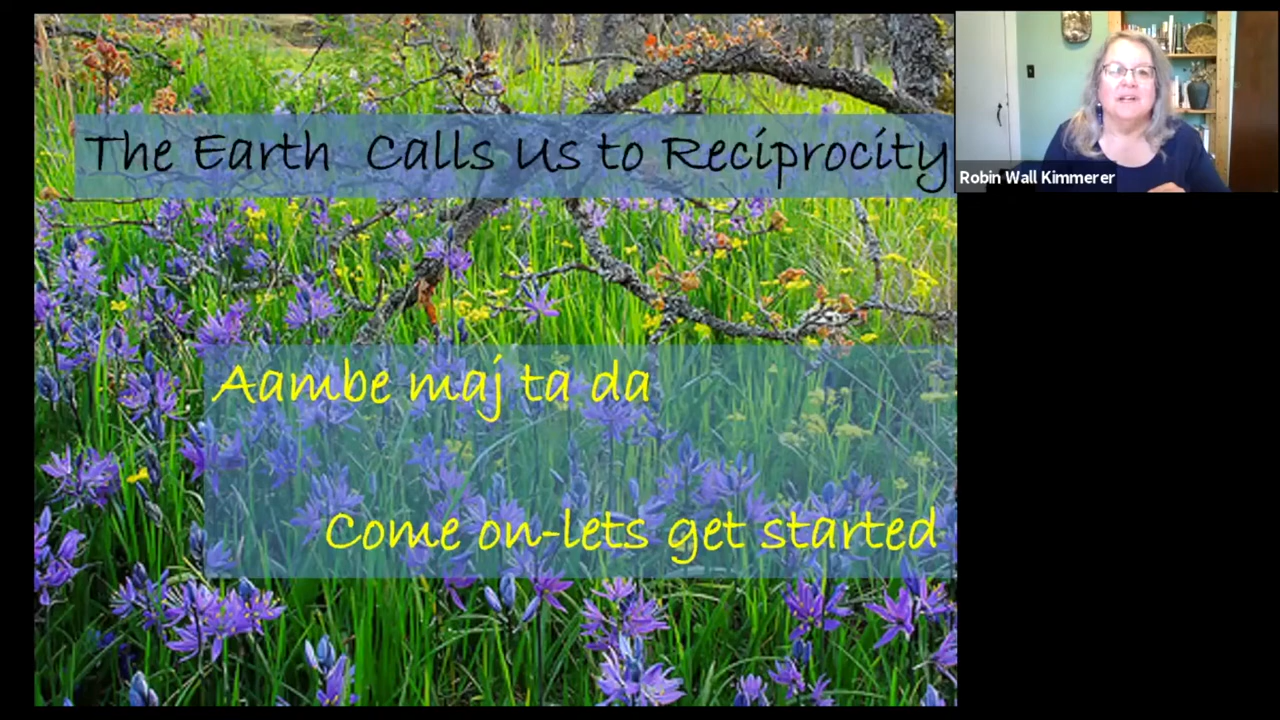 The Earth Calls Us to Reciprocity
Robin Wall Kimmerer
Aambe maj ta da
Come on-lets get started